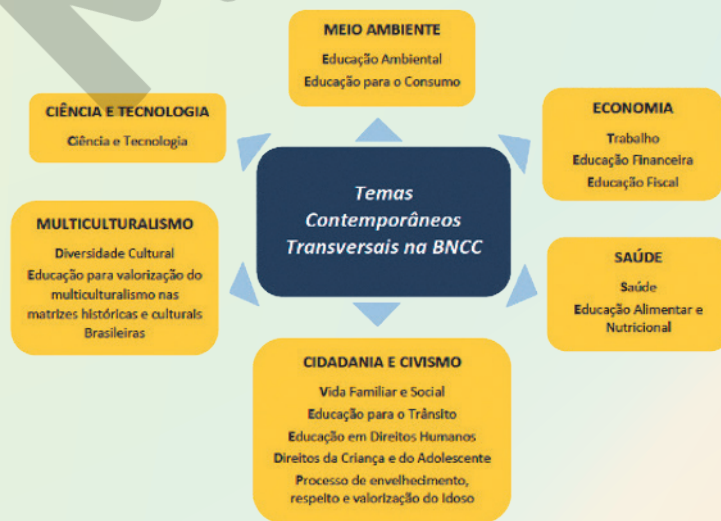 MEIO AMBIENTE
Educação Ambiental
Educação para o Consumo
CIÊNCIA E TECNOLOGIA
Ciência e Tecnologia
ECONOMIA
Trabalho
Educação Financeira
Educação Fiscal
Temas
Contemporâneos
Transversais na BNCC
MULTICULTURALISMO
Diversidade Cultural
Educação para valorização do
multiculturalismo nas
matrizes históricas e culturais
Brasileiras
SAÚDE
Saúde
Educação Alimentar e
Nutricional
CIDADANIA E CIVISMO
Vida Familiar e Social
Educação para o Trânsito
Educação em Direitos Humanos
Direitos da Criança e do Adolescente
Processo de envelhecimento,
respeito e valorização do Idoso